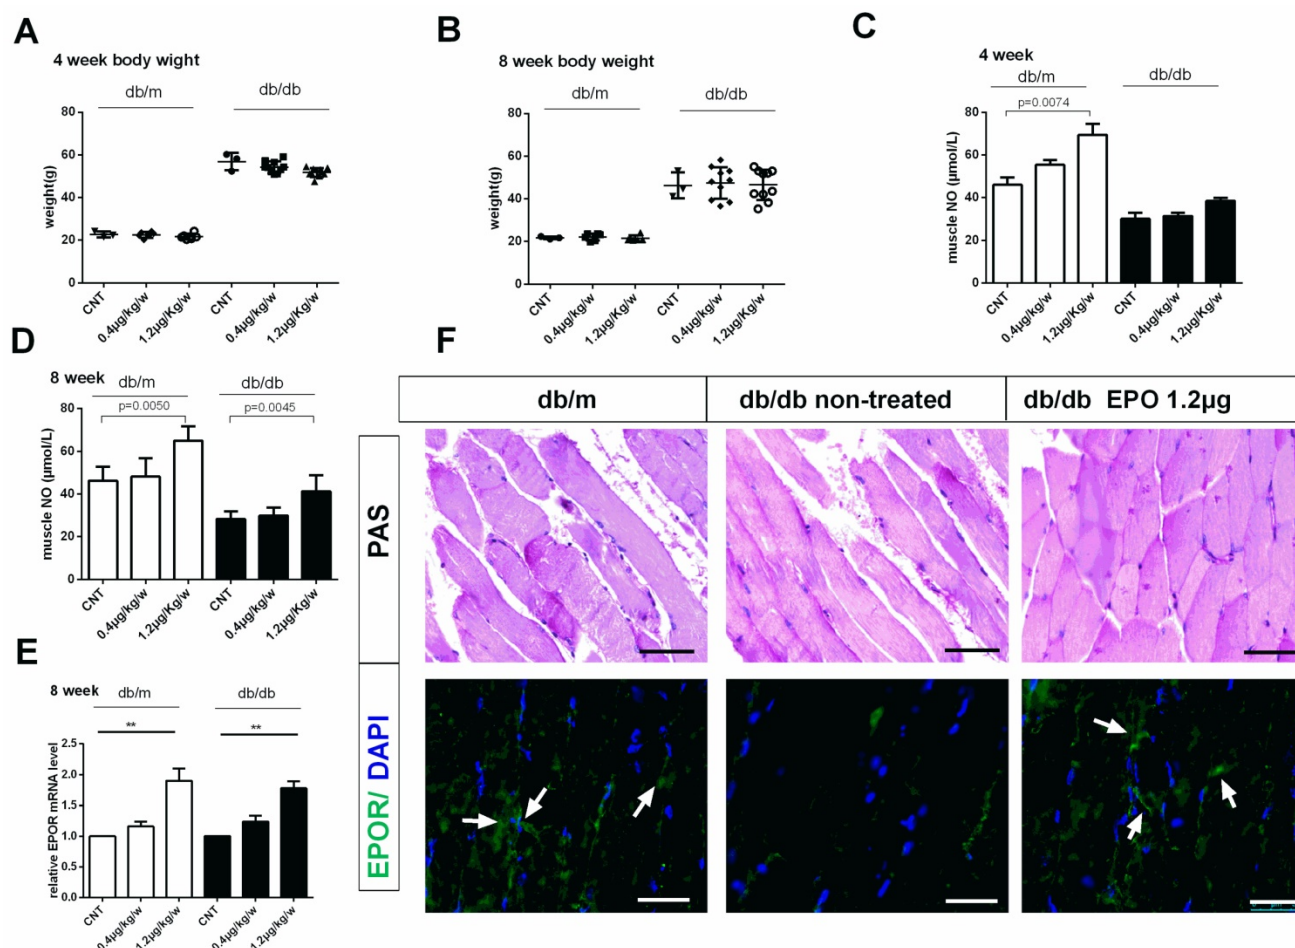 A
4 week body wight
db/m
db/db
weight(g)
80
60
40
20
0
CNT
0.4µg/kg/w
1.2µg/Kg/w
CNT
0.4µg/kg/w
1.2µg/Kg/w
B
8 week body weight
db/m
db/db
weight(g)
80
60
40
20
0
CNT
0.4µg/kg/w
1.2µg/Kg/w
CNT
0.4µg/kg/w
1.2µg/Kg/w
C
4 week
db/m
db/db
p=0.0074
muscle NO (µmol/L)
80
60
40
20
0
CNT
0.4µg/kg/w
1.2µg/Kg/w
CNT
0.4µg/kg/w
1.2µg/Kg/w
D
8 week
db/m
db/db
p=0.0050
p=0.0045
muscle NO (µmol/L)
80
60
40
20
0
CNT
0.4µg/kg/w
1.2µg/Kg/w
CNT
0.4µg/kg/w
1.2µg/Kg/w
E
8 week
db/m
db/db
**
**
relative EPOR mRNA level
2.5
2.0
1.5
1.0
0.5
0.0
CNT
0.4µg/kg/w
1.2µg/kg/w
CNT
0.4µg/kg/w
1.2µg/kg/w
F
db/m
db/db non-treated
db/db EPO 1.2µg
PAS
EPOR/ DAPI